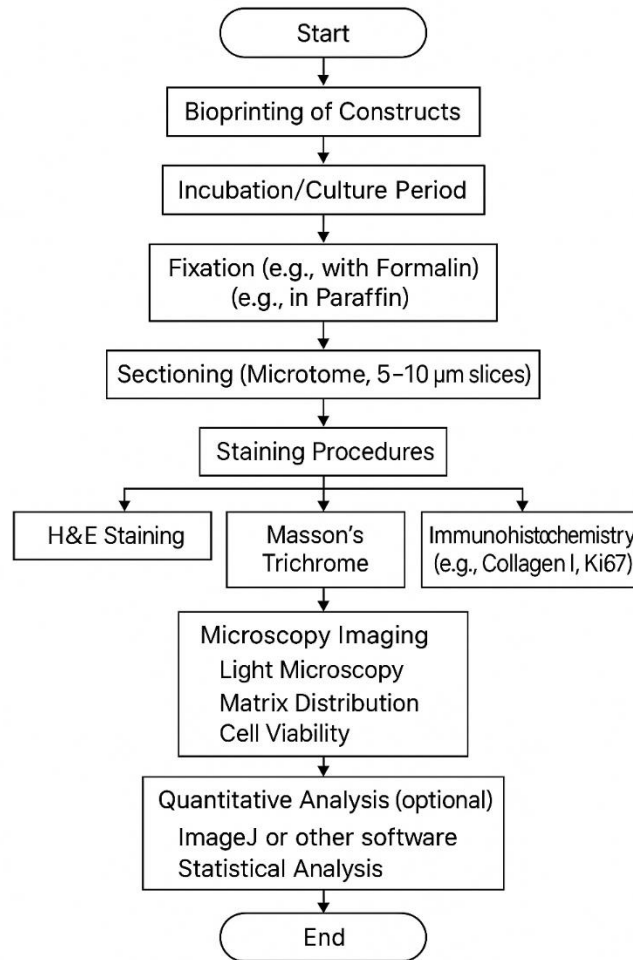 Start
Bioprinting of Constructs
Incubation/Culture Period
Fixation (e.g., with Formalin)
(e.g., in Paraffin)
Sectioning (Microtome, 5–10 µm slices)
Staining Procedures
H&E Staining
Masson's
Trichrome
Immunohistochemistry
(e.g., Collagen I, Ki67)
Microscopy Imaging
Light Microscopy
Matrix Distribution
Cell Viability
Quantitative Analysis (optional)
ImageJ or other software
Statistical Analysis
End